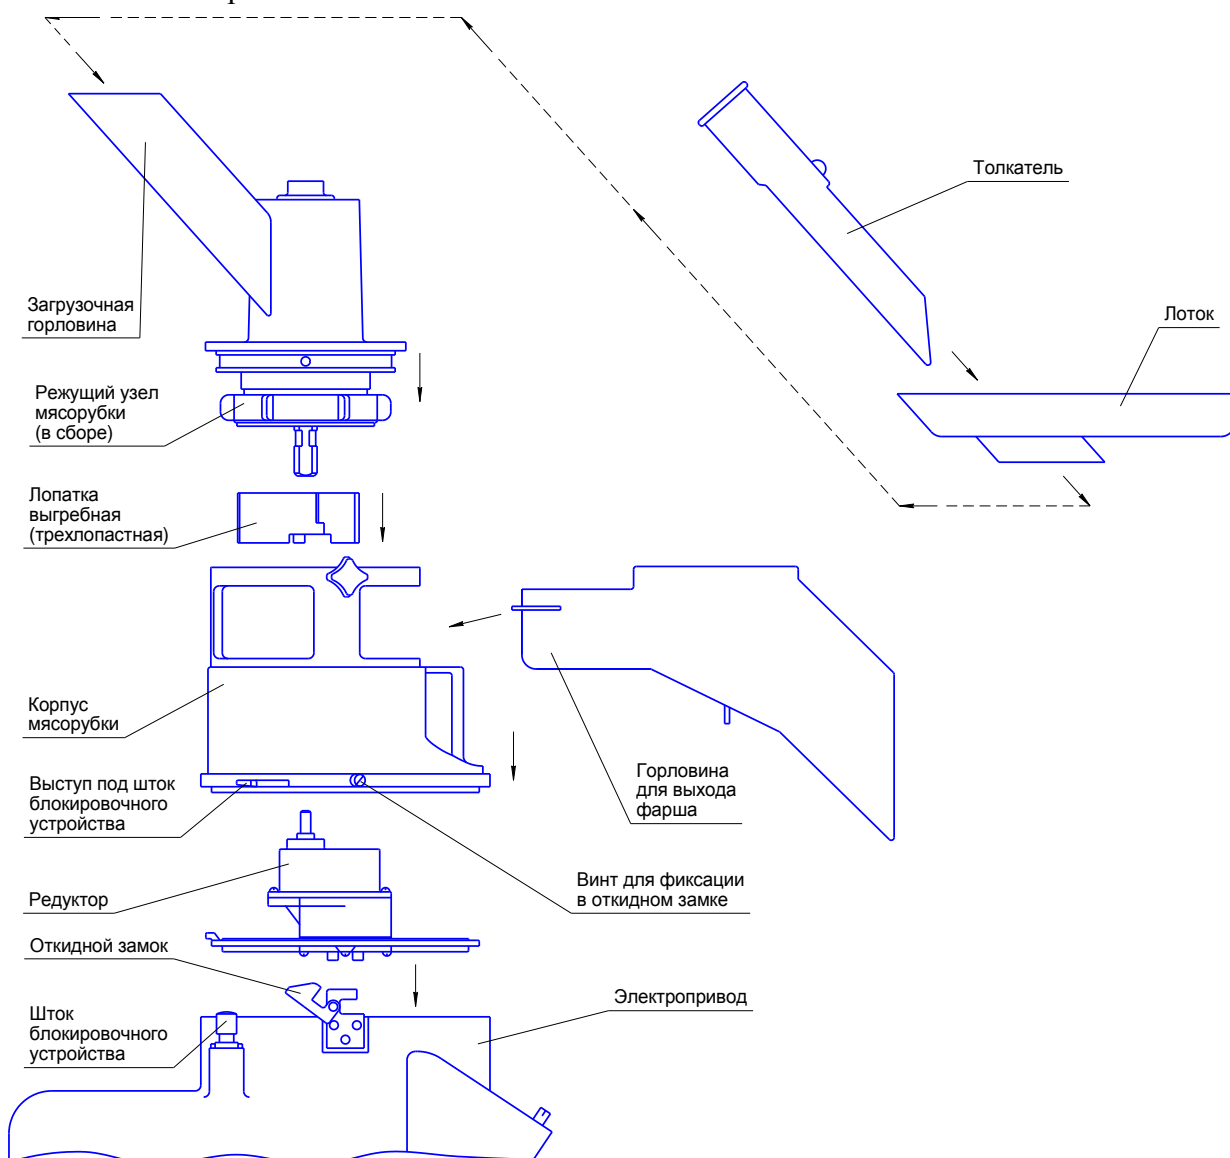 Толкатель
Загрузочная
горловина
Лоток
Режущий узел
мясорубки
(в сборе)
Лопатка
выгребная
(трехлопастная)
Корпус
мясорубки
Горловина
для выхода
фарша
Выступ под шток
блокировочного
устройства
Винт для фиксации
в откидном замке
Редуктор
Откидной замок
Электропривод
Шток
блокировочного
устройства